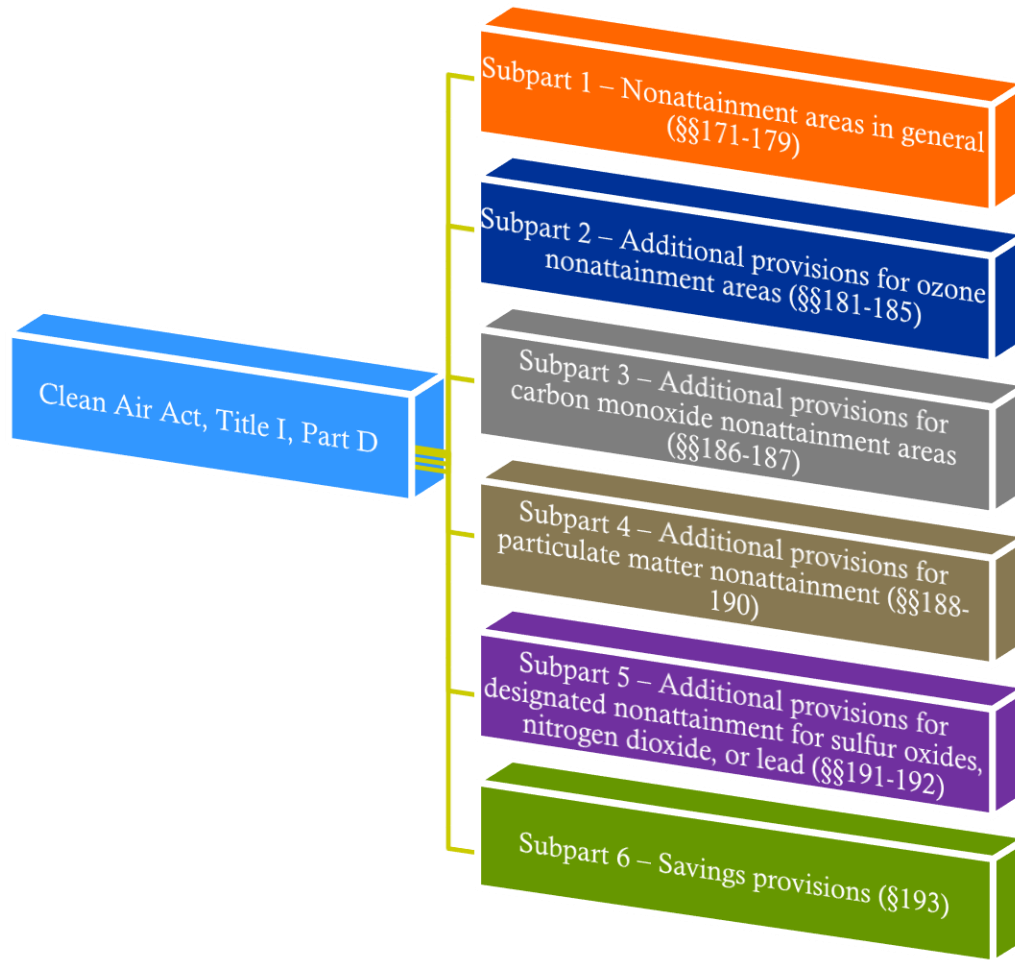 Clean Air Act, Title I, Part D
Subpart 1 – Nonattainment areas in general
(§§171-179)
Subpart 2 – Additional provisions for ozone
nonattainment areas (§§181-185)
Subpart 3 – Additional provisions for
carbon monoxide nonattainment areas
(§§186-187)
Subpart 4 – Additional provisions for
particulate matter nonattainment (§§188-
190)
Subpart 5 – Additional provisions for
designated nonattainment for sulfur oxides,
nitrogen dioxide, or lead (§§191-192)
Subpart 6 – Savings provisions (§193)